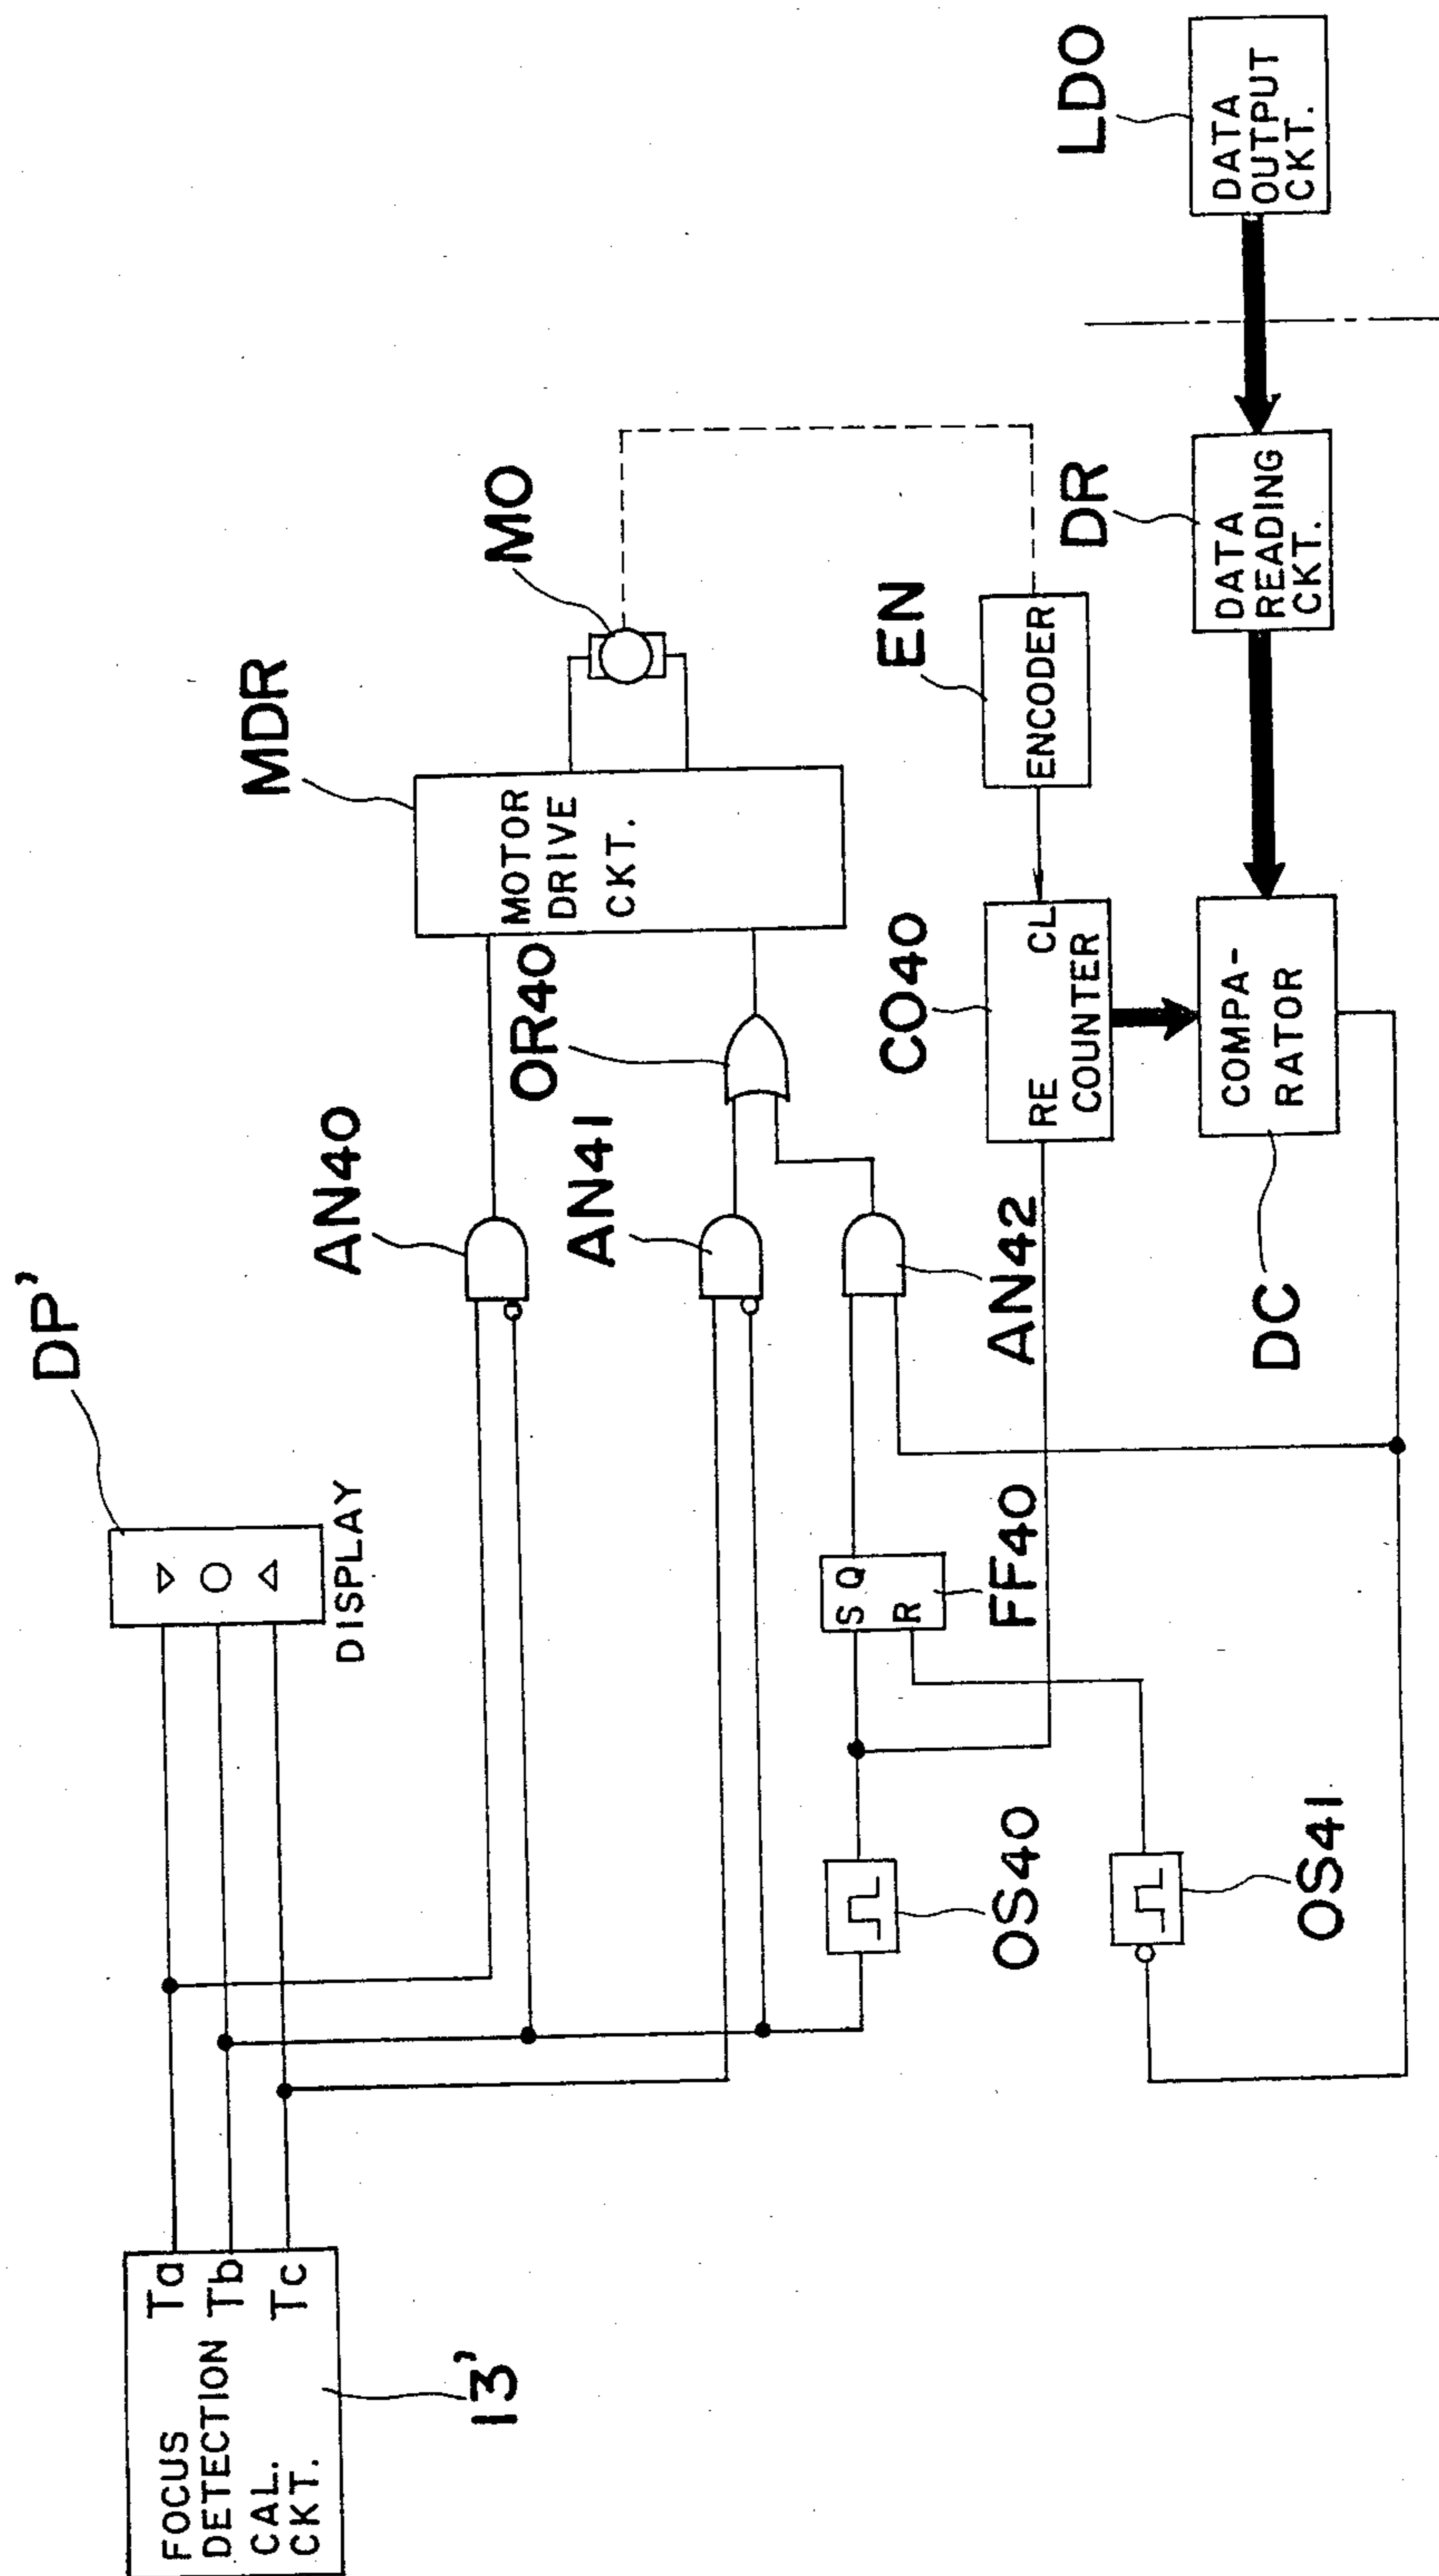 FOCUS
DETECTION
CAL.
CKT.
Ta
Tb
Tc
13'
DP'
DISPLAY
AN40
AN41
OR40
MDR
MOTOR
DRIVE
CKT.
MO
OS40
S Q
R
FF40
AN42
OS41
CO40
RE CL
COUNTER
EN
ENCODER
COMPA-
RATOR
DC
DR
DATA
READING
CKT.
LDO
DATA
OUTPUT
CKT.